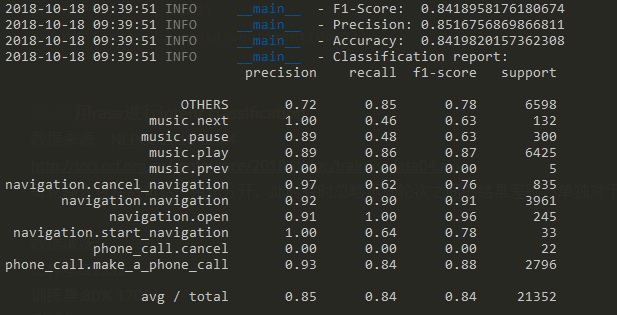 2018-10-18 09:39:51 INFO     __main__  - F1-Score:  0.8418958176180674
2018-10-18 09:39:51 INFO     __main__  - Precision: 0.8516756869866811
2018-10-18 09:39:51 INFO     __main__  - Accuracy:  0.8419820157362308
2018-10-18 09:39:51 INFO     __main__  - Classification report:
precision    recall  f1-score   support
OTHERS       0.72      0.85      0.78      6598
music.next       1.00      0.46      0.63       132
music.pause       0.89      0.48      0.63       300
music.play       0.89      0.86      0.87      6425
music.prev       0.00      0.00      0.00         5
navigation.cancel_navigation       0.97      0.62      0.76       835
navigation.navigation       0.92      0.90      0.91      3961
navigation.open       0.91      1.00      0.96       245
navigation.start_navigation       1.00      0.64      0.78        33
phone_call.cancel       0.00      0.00      0.00        22
phone_call.make_a_phone_call       0.93      0.84      0.88      2796
avg / total       0.85      0.84      0.84     21352